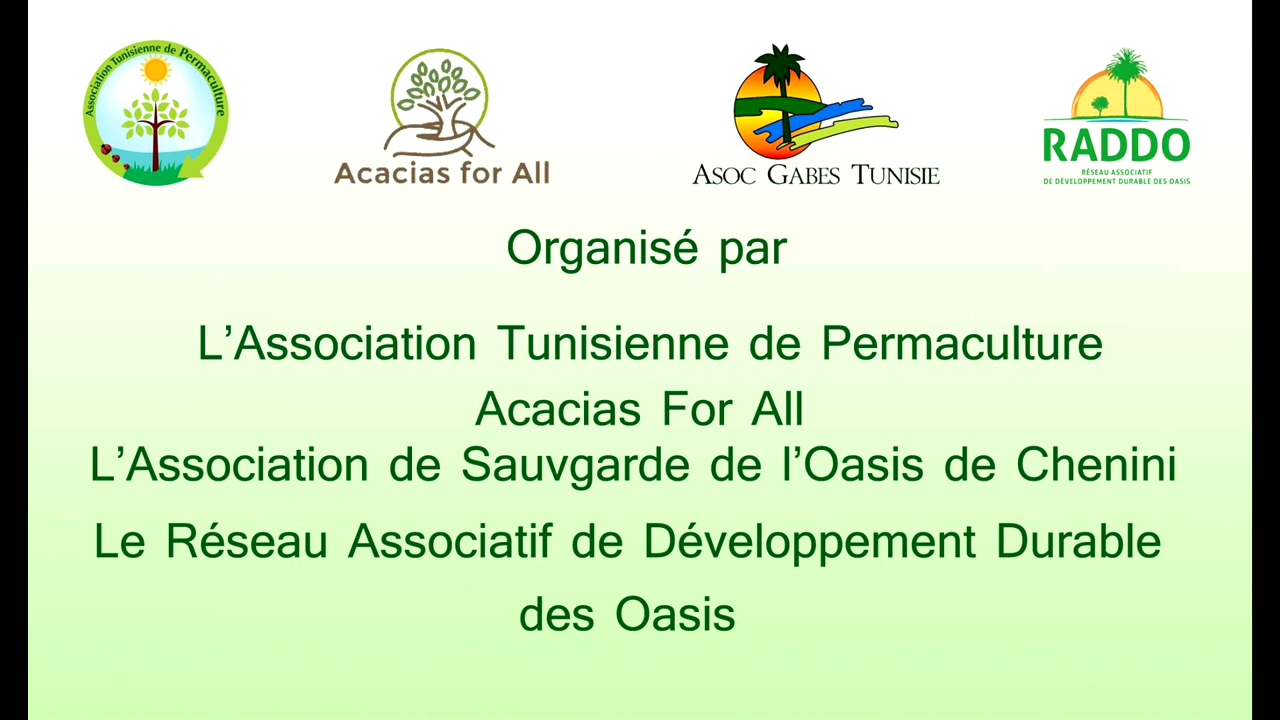 Association Tunisienne de Permaculture
Acacias for All
ASOC GABES TUNISIE
RADDO
RÉSEAU ASSOCIATIF
DE DÉVELOPPEMENT DURABLE DES OASIS
Organisé par
L’Association Tunisienne de Permaculture
Acacias For All
L’Association de Sauvgarde de l’Oasis de Chenini
Le Réseau Associatif de Développement Durable
des Oasis